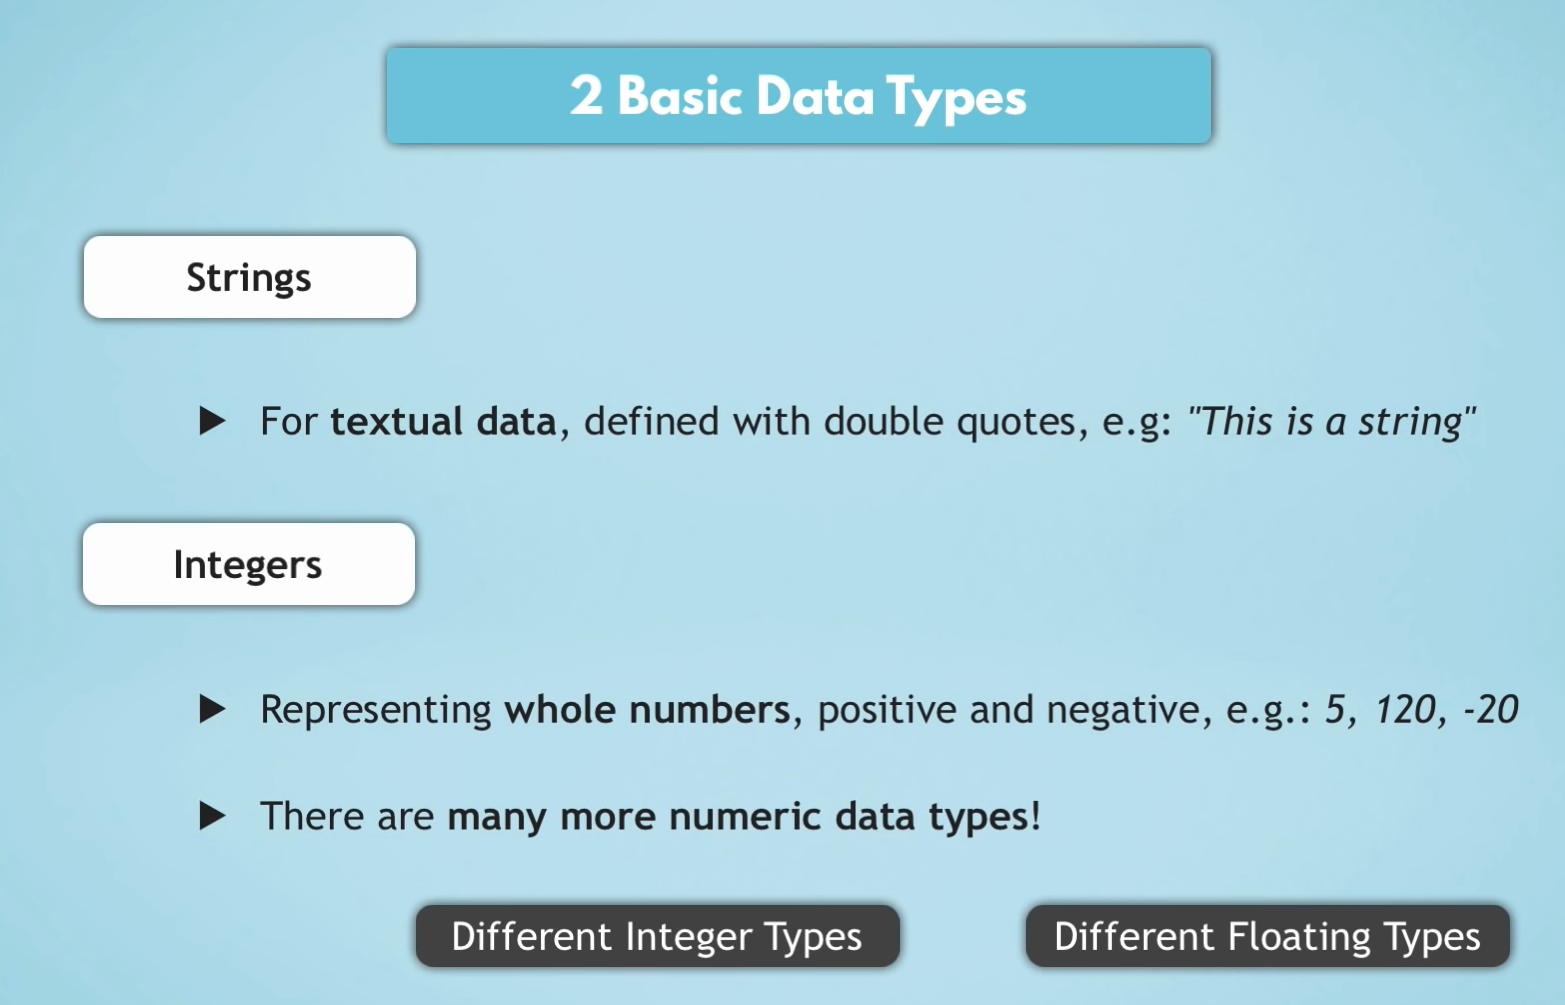 2 Basic Data Types
Strings
For textual data, defined with double quotes, e.g: "This is a string"
Integers
Representing whole numbers, positive and negative, e.g.: 5, 120, -20
There are many more numeric data types!
Different Integer Types
Different Floating Types